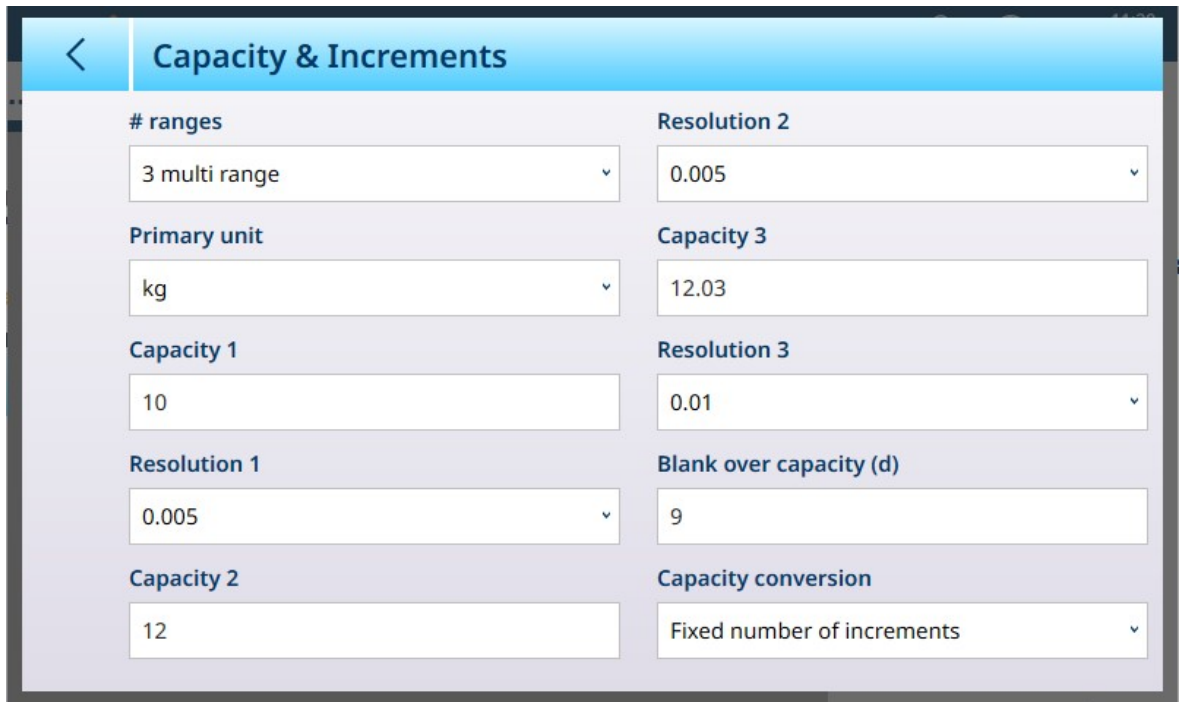 Capacity & Increments
# ranges
3 multi range
Primary unit
kg
Capacity 1
10
Resolution 1
0.005
Capacity 2
12
Resolution 2
0.005
Capacity 3
12.03
Resolution 3
0.01
Blank over capacity (d)
9
Capacity conversion
Fixed number of increments